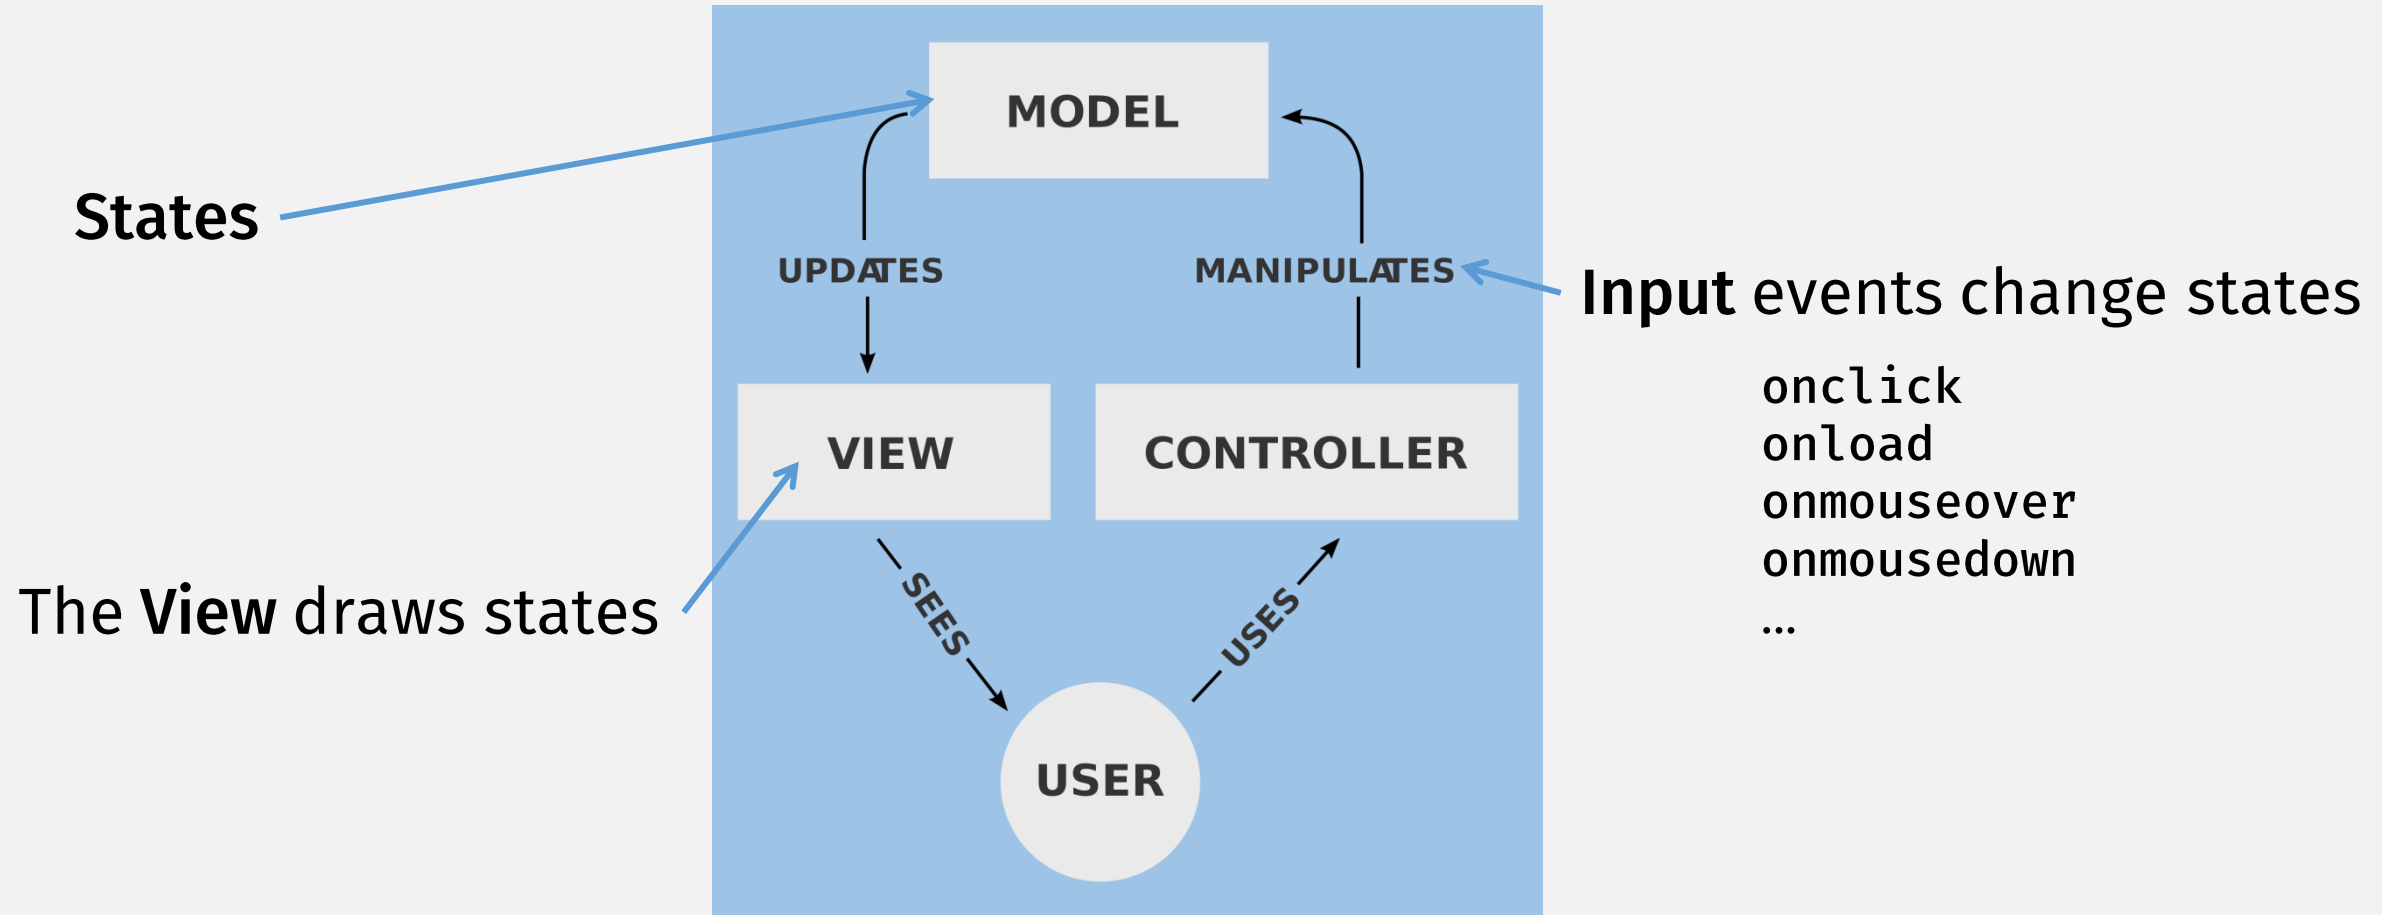 MODEL
States
UPDATES
MANIPULATES
Input events change states
onclick
onload
onmouseover
onmousedown
...
VIEW
CONTROLLER
The View draws states
SEES
USES
USER